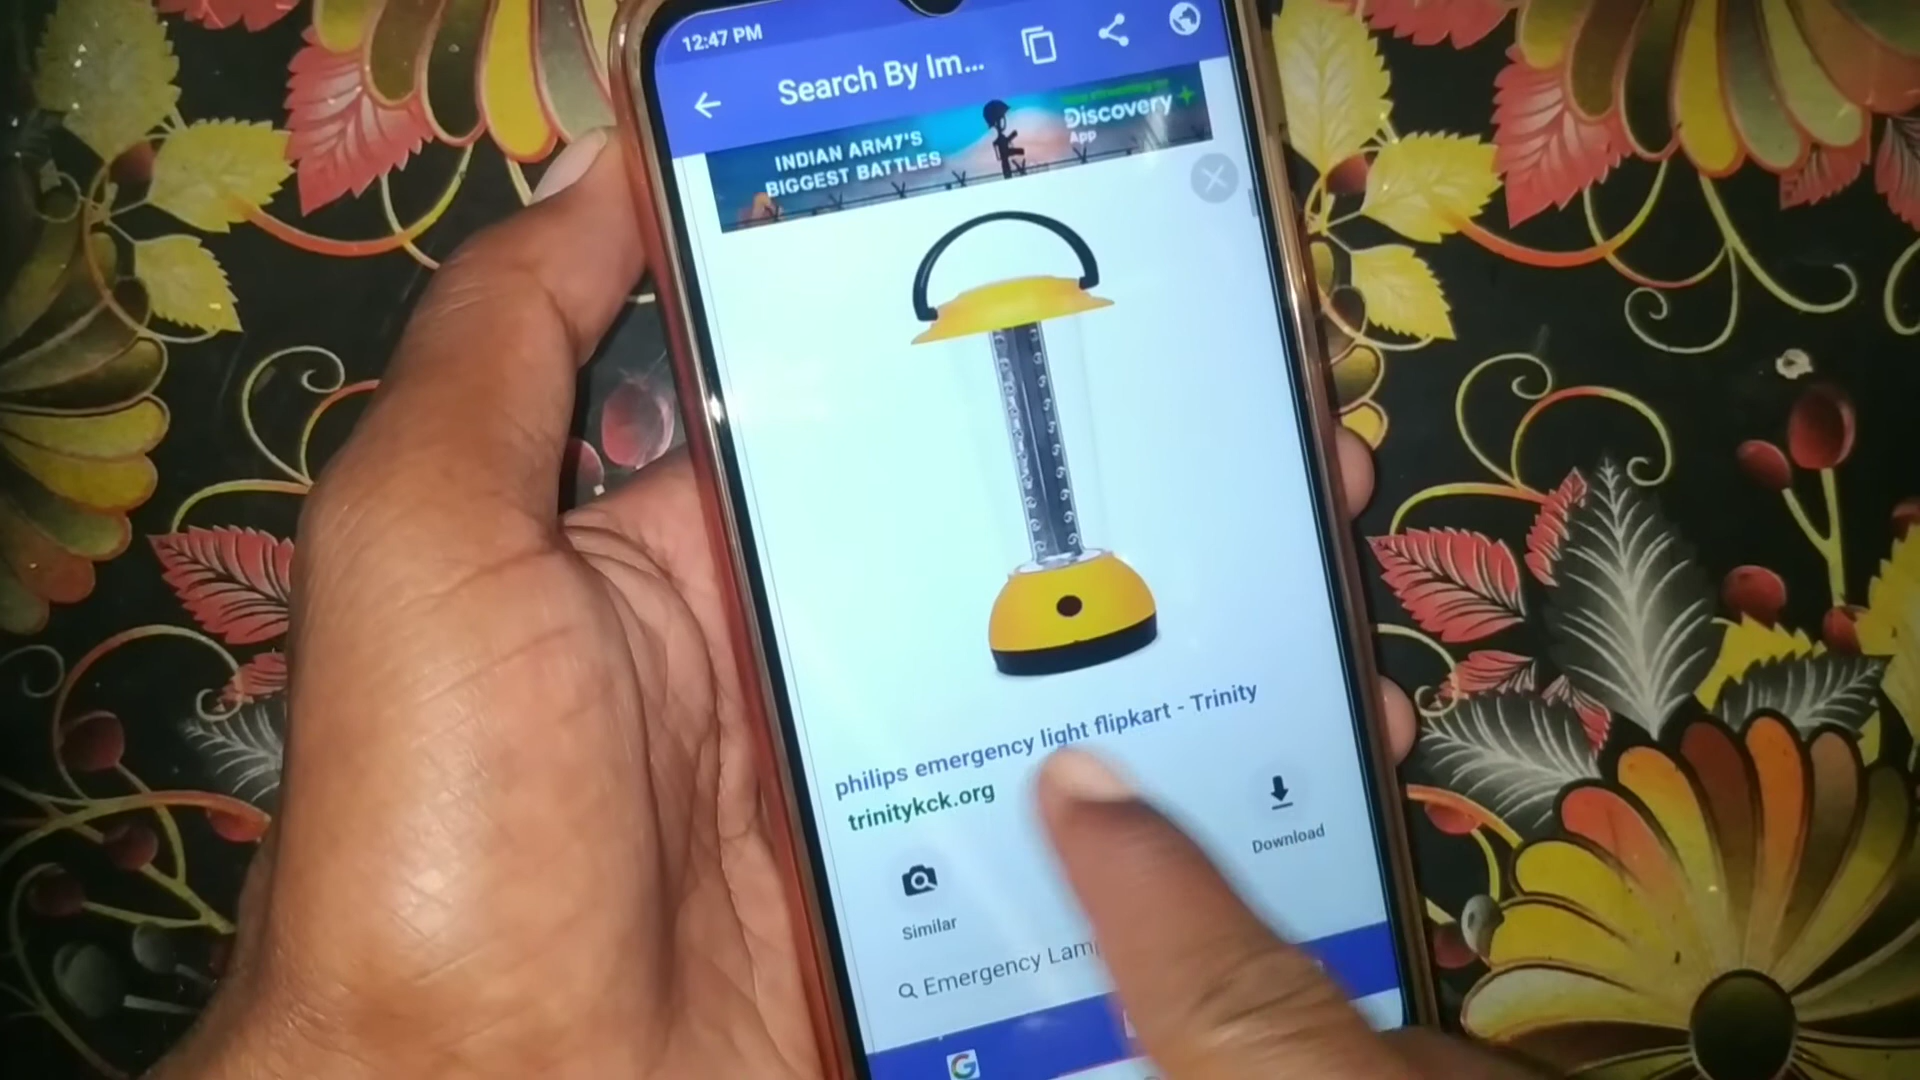 12:47 PM
Search By Im...
INDIAN ARMY'S
BIGGEST BATTLES
Discovery +
App
philips emergency light flipkart - Trinity
trinitykck.org
Similar
Download
Emergency Lam
G